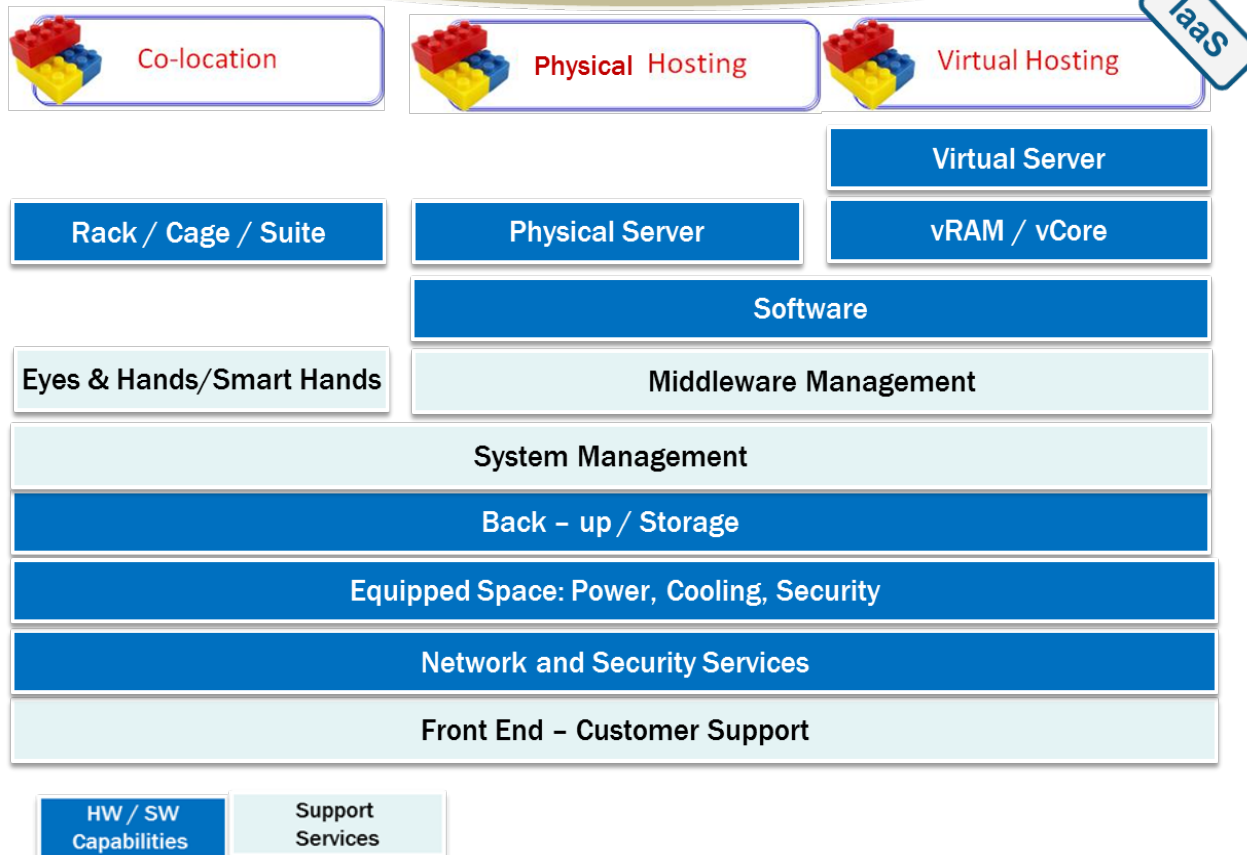 IaaS
Co-location
Physical Hosting
Virtual Hosting
Virtual Server
Rack / Cage / Suite
Physical Server
vRAM / vCore
Software
Eyes & Hands/Smart Hands
Middleware Management
System Management
Back – up / Storage
Equipped Space: Power, Cooling, Security
Network and Security Services
Front End – Customer Support
HW / SW
Capabilities
Support
Services